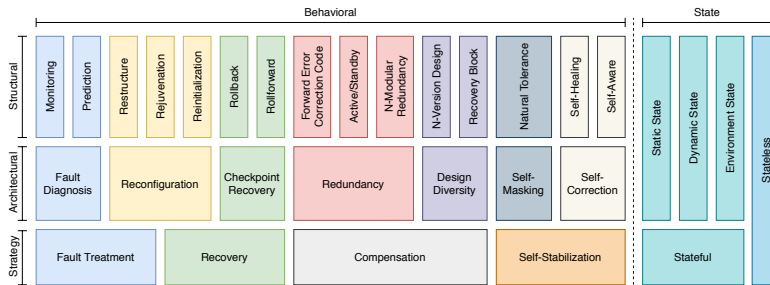 Behavioral
State
Structural
Monitoring
Prediction
Restructure
Rejuvenation
Reinitialization
Rollback
Rollforward
Forward Error
Correction Code
Active/Standby
N-Modular
Redundancy
N-Version Design
Recovery Block
Natural Tolerance
Self-Healing
Self-Aware
Static State
Dynamic State
Environment State
Stateless
Architectural
Fault
Diagnosis
Reconfiguration
Checkpoint
Recovery
Redundancy
Design
Diversity
Self-
Masking
Self-
Correction
Strategy
Fault Treatment
Recovery
Compensation
Self-Stabilization
Stateful